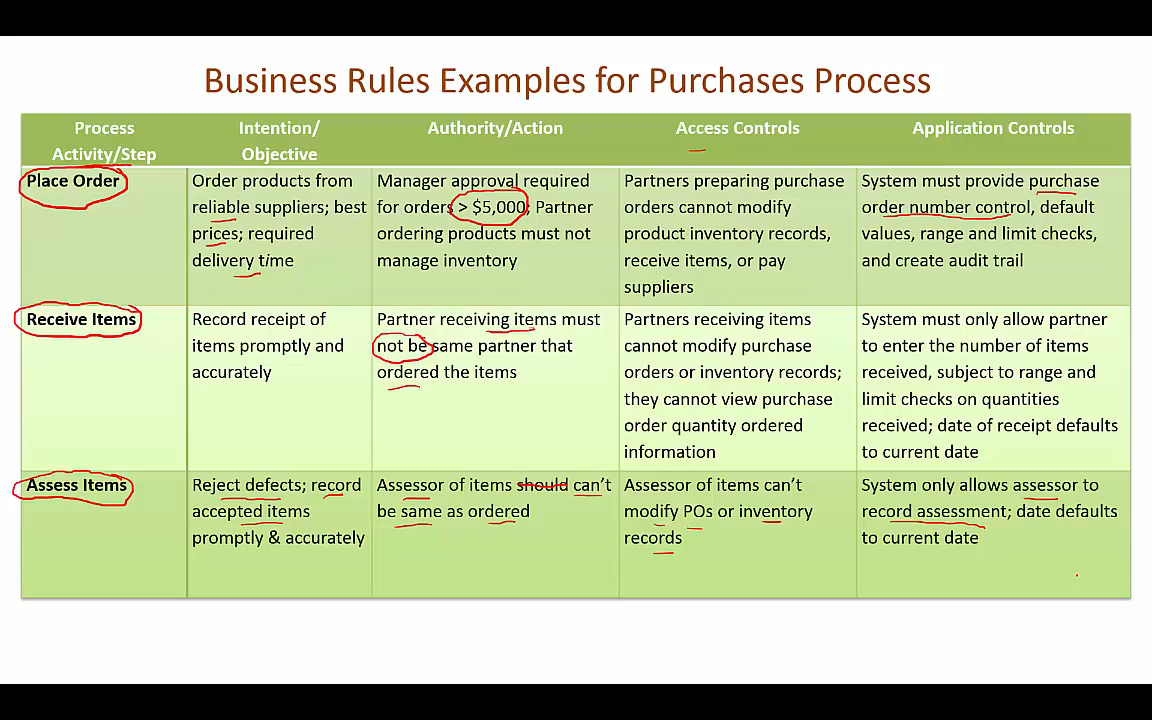 Business Rules Examples for Purchases Process
Process
Activity/Step
Intention/
Objective
Authority/Action
Access Controls
Application Controls
Place Order
Order products from
reliable suppliers; best
prices; required
delivery time
Manager approval required
for orders > $5,000; Partner
ordering products must not
manage inventory
Partners preparing purchase
orders cannot modify
product inventory records,
receive items, or pay
suppliers
System must provide purchase
order number control, default
values, range and limit checks,
and create audit trail
Receive Items
Record receipt of
items promptly and
accurately
Partner receiving items must
not be same partner that
ordered the items
Partners receiving items
cannot modify purchase
orders or inventory records;
they cannot view purchase
order quantity ordered
information
System must only allow partner
to enter the number of items
received, subject to range and
limit checks on quantities
received; date of receipt defaults
to current date
Assess Items
Reject defects; record
accepted items
promptly & accurately
Assessor of items should can't
be same as ordered
Assessor of items can't
modify POs or inventory
records
System only allows assessor to
record assessment; date defaults
to current date